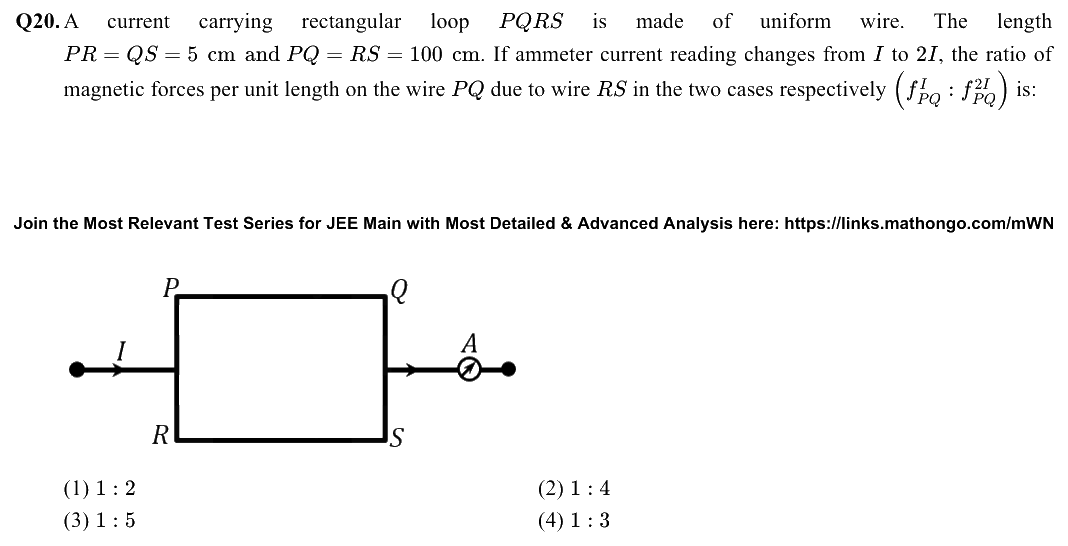 Q20. A current carrying rectangular loop PQRS is made of uniform wire. The length
PR = QS = 5 cm and PQ = RS = 100 cm. If ammeter current reading changes from I to 2I, the ratio of
magnetic forces per unit length on the wire PQ due to wire RS in the two cases respectively (f^I_PQ : f^2I_PQ) is:
Join the Most Relevant Test Series for JEE Main with Most Detailed & Advanced Analysis here: https://links.mathongo.com/mWN
P Q
I A
R S
(1) 1 : 2 (2) 1 : 4
(3) 1 : 5 (4) 1 : 3